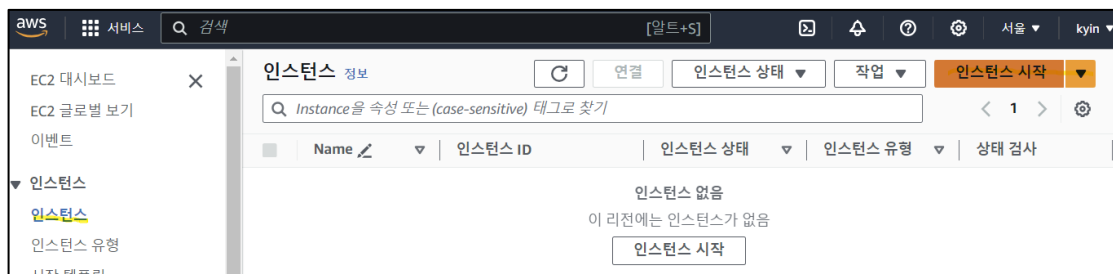 aws 서비스 검색 [알트+S] 서울 ▼ kyin ▼
EC2 대시보드
EC2 글로벌 보기
이벤트
▼ 인스턴스
인스턴스
인스턴스 유형
시작 템플릿
인스턴스 정보 연결 인스턴스 상태 ▼ 작업 ▼ 인스턴스 시작 ▼
Instance을 속성 또는 (case-sensitive) 태그로 찾기 < 1 >
Name 인스턴스 ID 인스턴스 상태 인스턴스 유형 상태 검사
인스턴스 없음
이 리전에는 인스턴스가 없음
인스턴스 시작